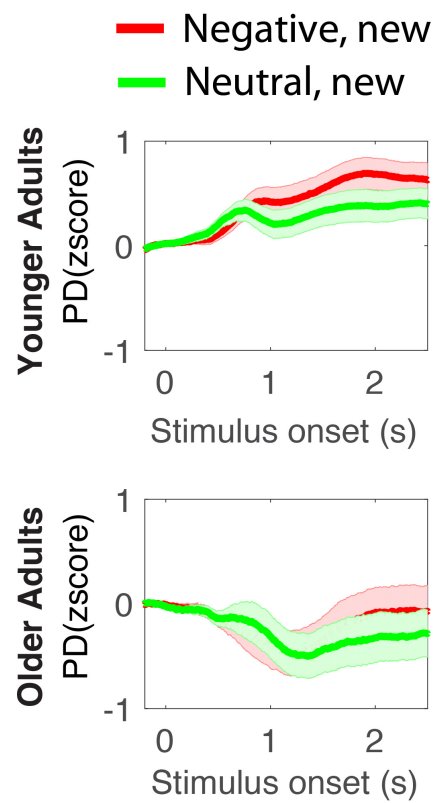 Negative, new
Neutral, new
Younger Adults
PD(zscore)
1
0
-1
0 1 2
Stimulus onset (s)
Older Adults
PD(zscore)
1
0
-1
0 1 2
Stimulus onset (s)